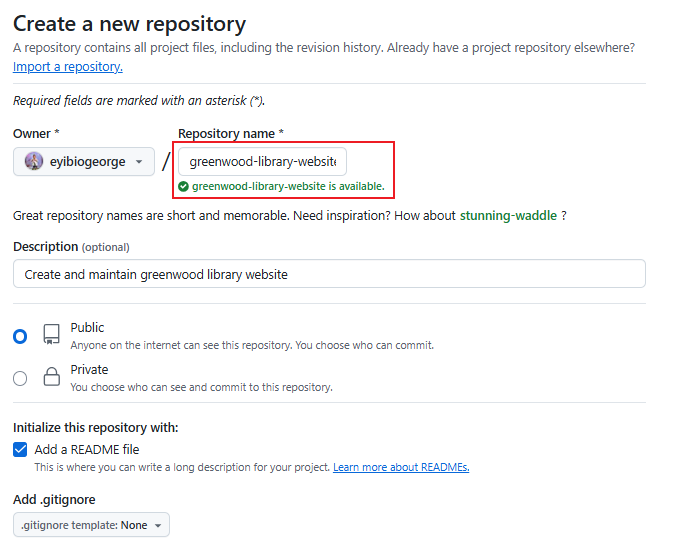 Create a new repository
A repository contains all project files, including the revision history. Already have a project repository elsewhere?
Import a repository.
Required fields are marked with an asterisk (*).
Owner * Repository name *
eyibiogeorge / greenwood-library-website
greenwood-library-website is available.
Great repository names are short and memorable. Need inspiration? How about stunning-waddle ?
Description (optional)
Create and maintain greenwood library website
Public
Anyone on the internet can see this repository. You choose who can commit.
Private
You choose who can see and commit to this repository.
Initialize this repository with:
Add a README file
This is where you can write a long description for your project. Learn more about READMEs.
Add .gitignore
.gitignore template: None